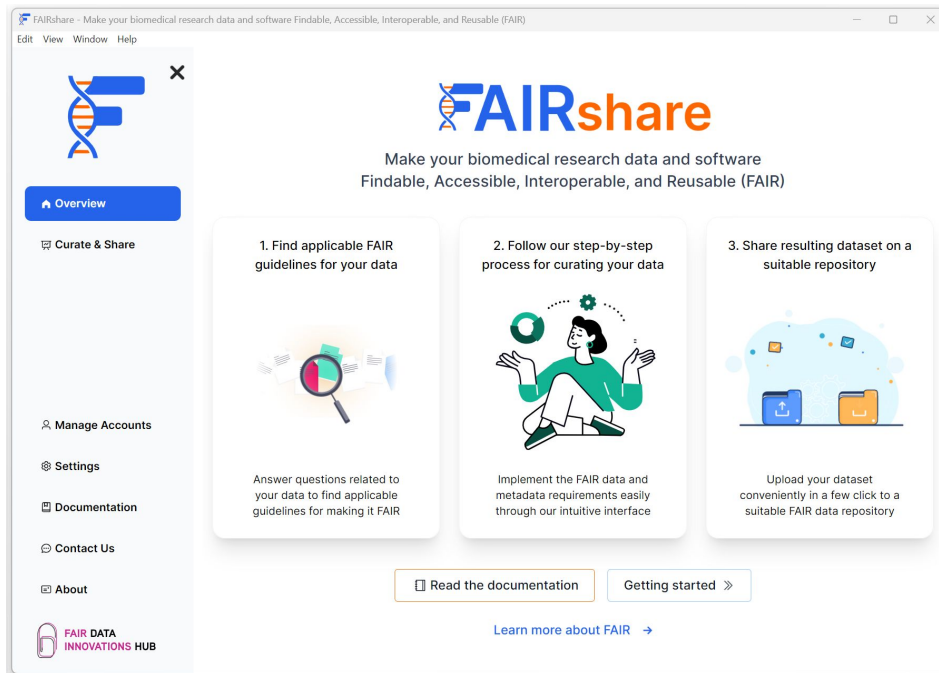 FAIRshare - Make your biomedical research data and software Findable, Accessible, Interoperable, and Reusable (FAIR)
Edit View Window Help
Overview
Curate & Share
Manage Accounts
Settings
Documentation
Contact Us
About
FAIR DATA
INNOVATIONS HUB
FAIRshare
Make your biomedical research data and software
Findable, Accessible, Interoperable, and Reusable (FAIR)
1. Find applicable FAIR
guidelines for your data
Answer questions related to
your data to find applicable
guidelines for making it FAIR
2. Follow our step-by-step
process for curating your data
Implement the FAIR data and
metadata requirements easily
through our intuitive interface
3. Share resulting dataset on a
suitable repository
Upload your dataset
conveniently in a few click to a
suitable FAIR data repository
Read the documentation
Getting started
Learn more about FAIR →